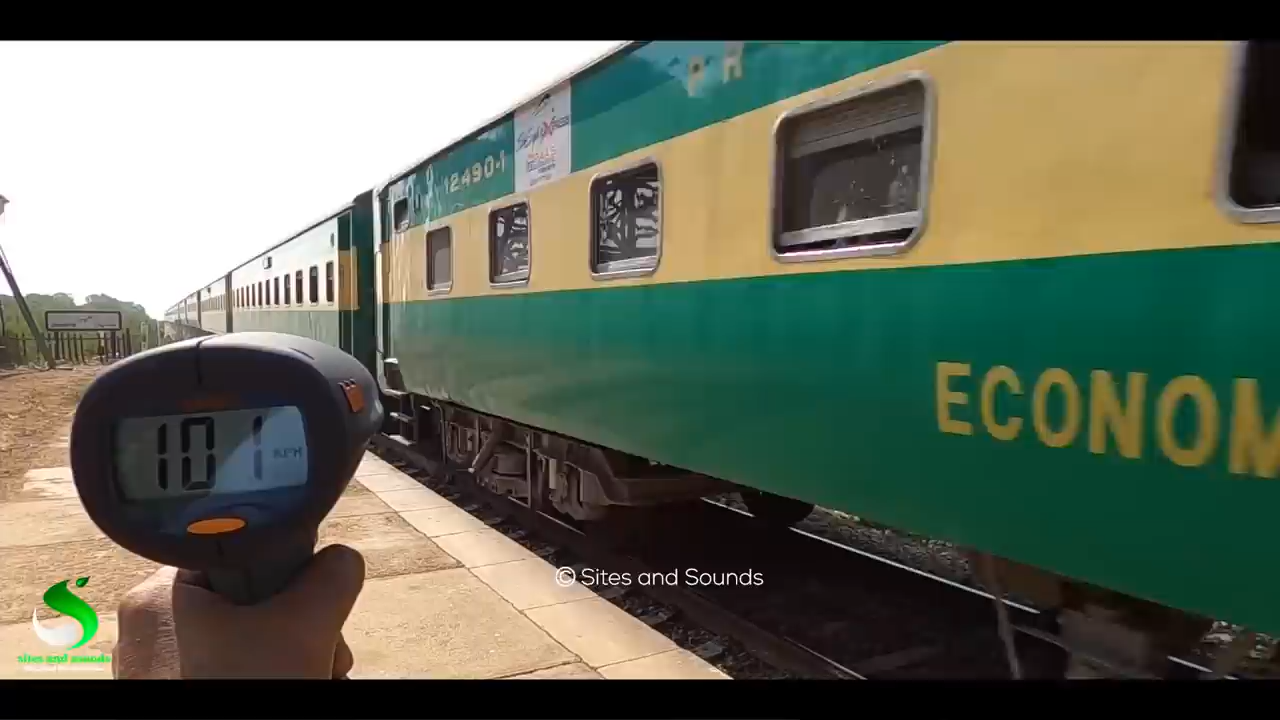 P R
12490-1
ECONOM
101
KPH
© Sites and Sounds
sites and sounds